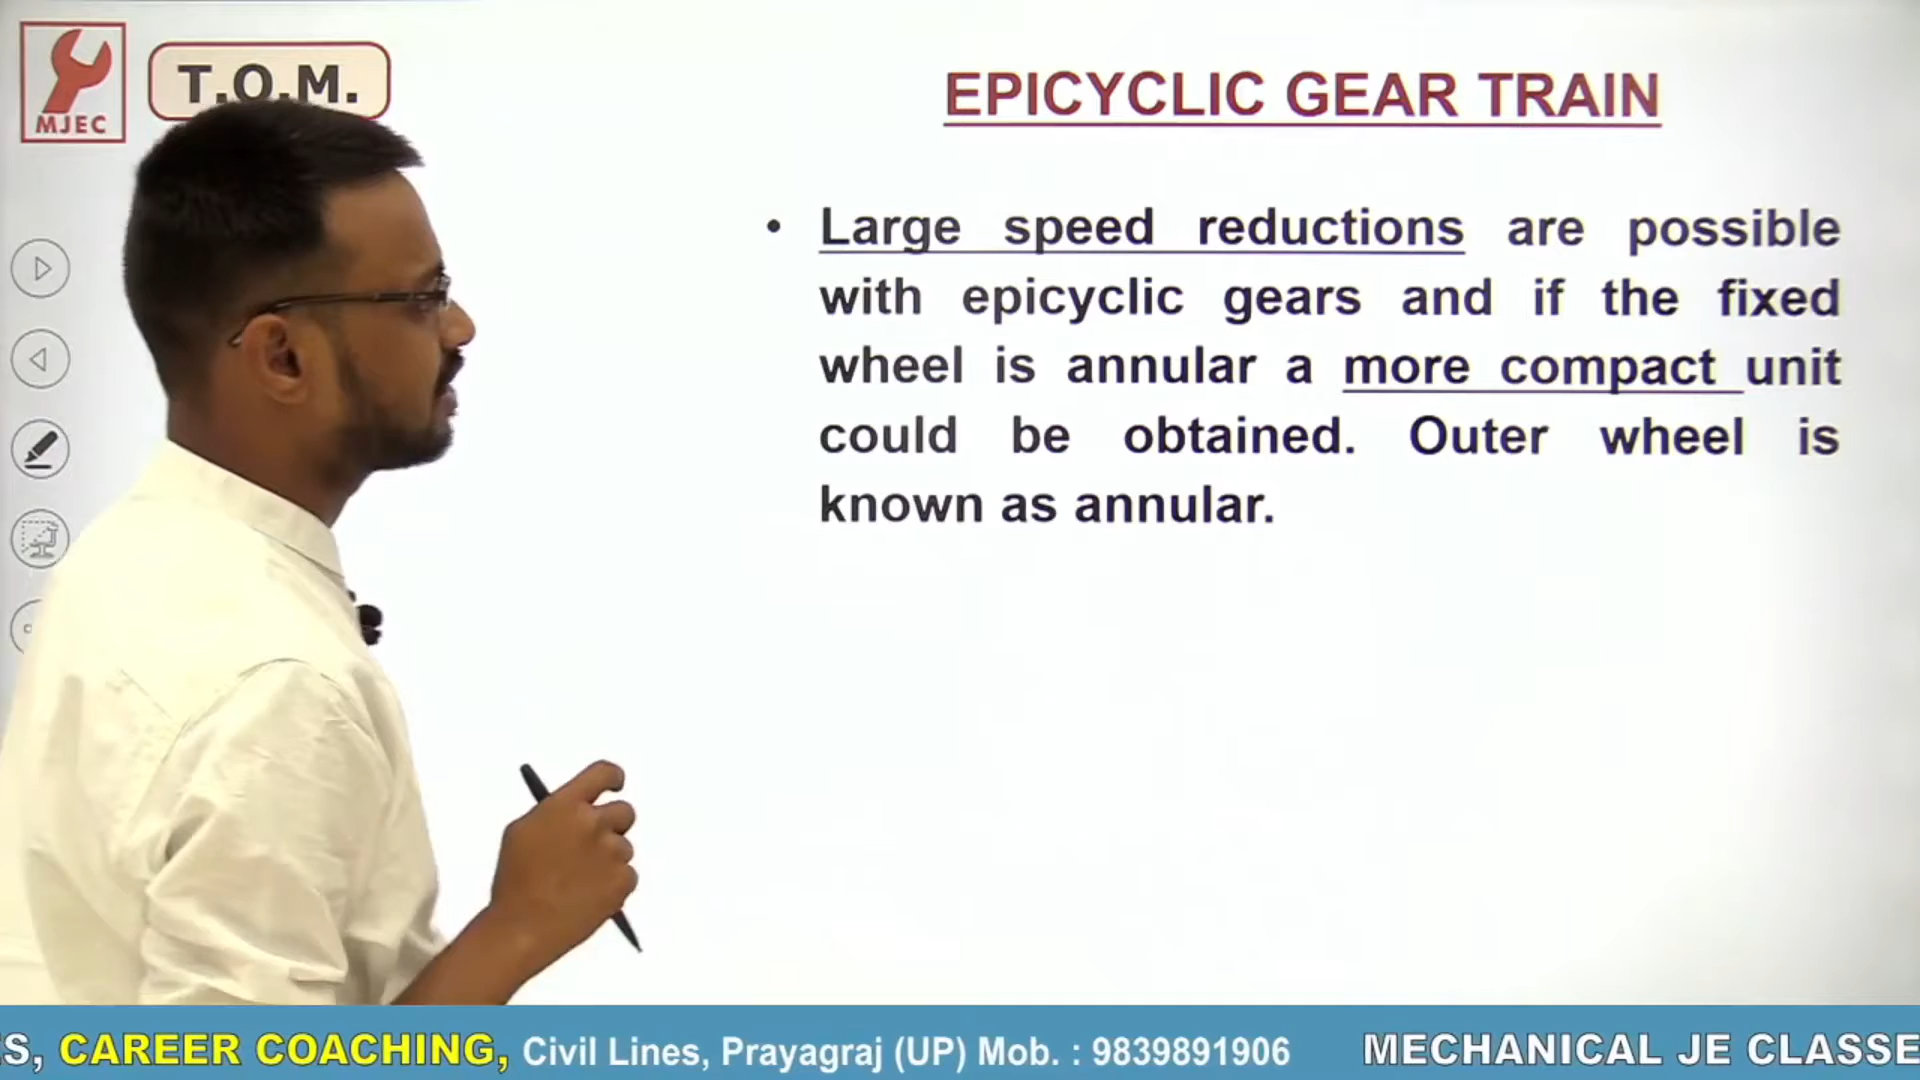 MJEC
T.O.M.
EPICYCLIC GEAR TRAIN
• Large speed reductions are possible
with epicyclic gears and if the fixed
wheel is annular a more compact unit
could be obtained. Outer wheel is
known as annular.
S, CAREER COACHING, Civil Lines, Prayagraj (UP) Mob. : 9839891906 MECHANICAL JE CLASSE